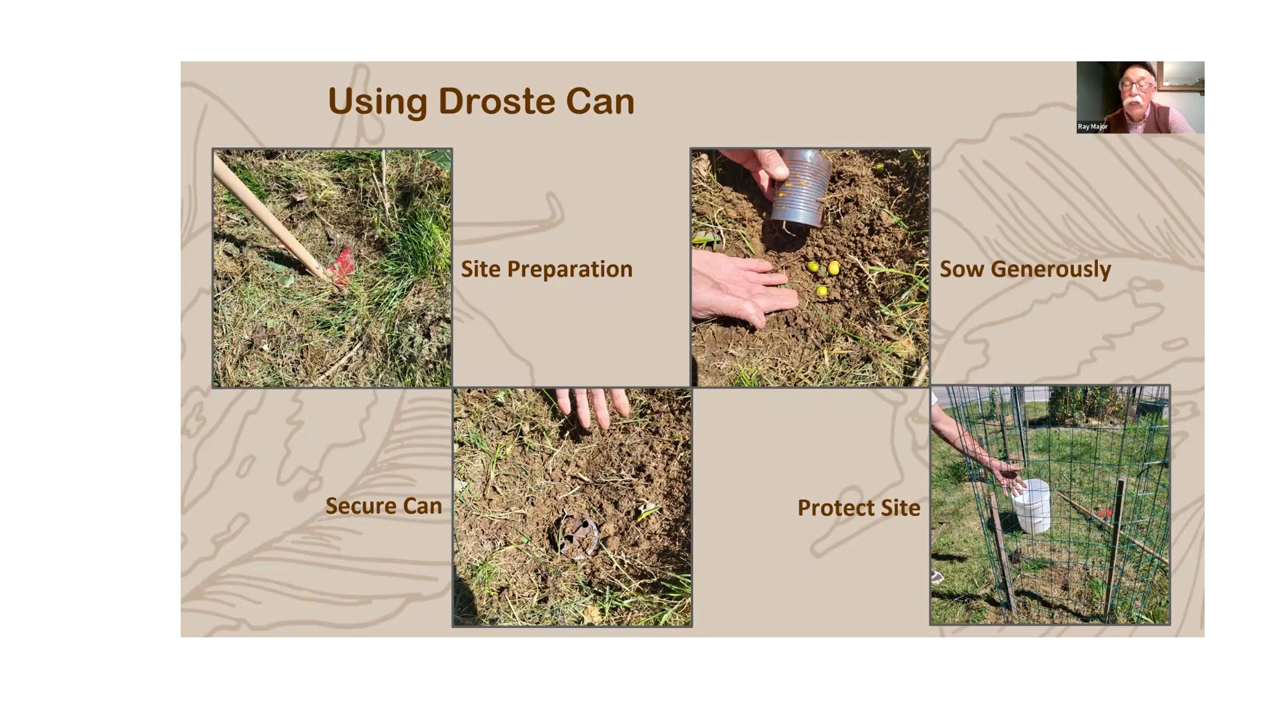 Using Droste Can
Ray Major
Site Preparation
Sow Generously
Secure Can
Protect Site